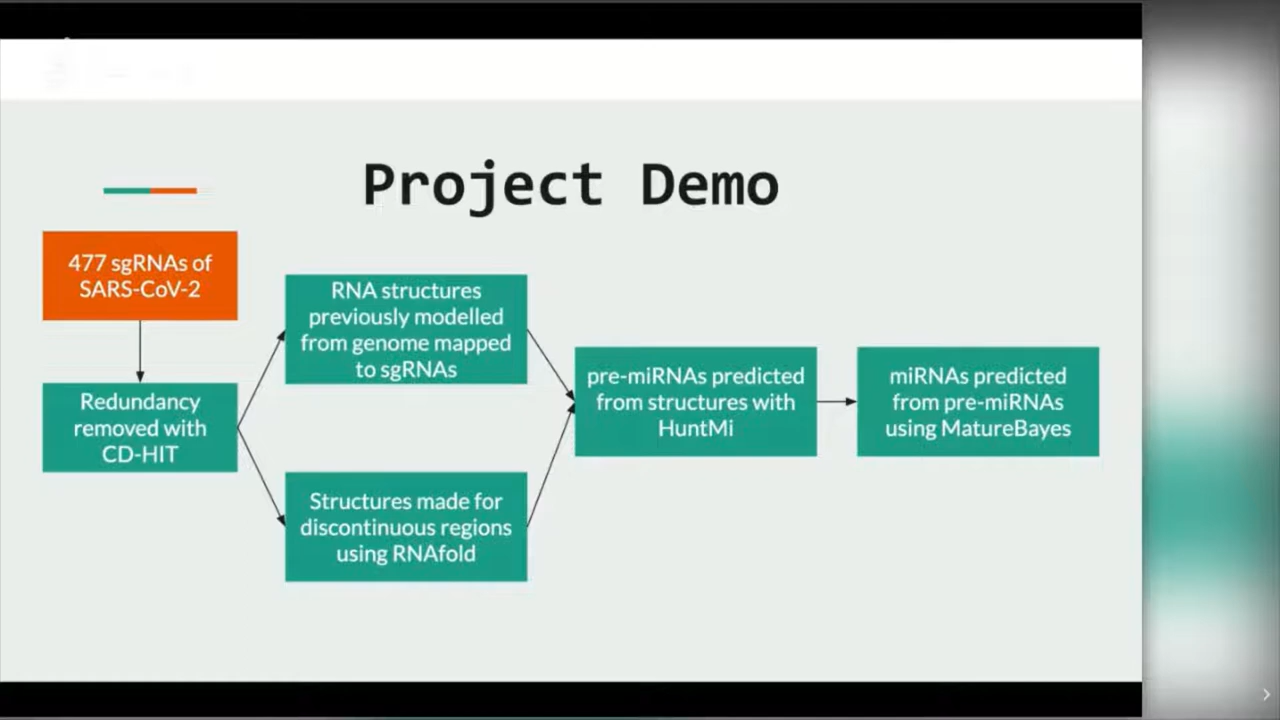 Project Demo
477 sgRNAs of
SARS-CoV-2
Redundancy
removed with
CD-HIT
RNA structures
previously modelled
from genome mapped
to sgRNAs
Structures made for
discontinuous regions
using RNAfold
pre-miRNAs predicted
from structures with
HuntMi
miRNAs predicted
from pre-miRNAs
using MatureBayes